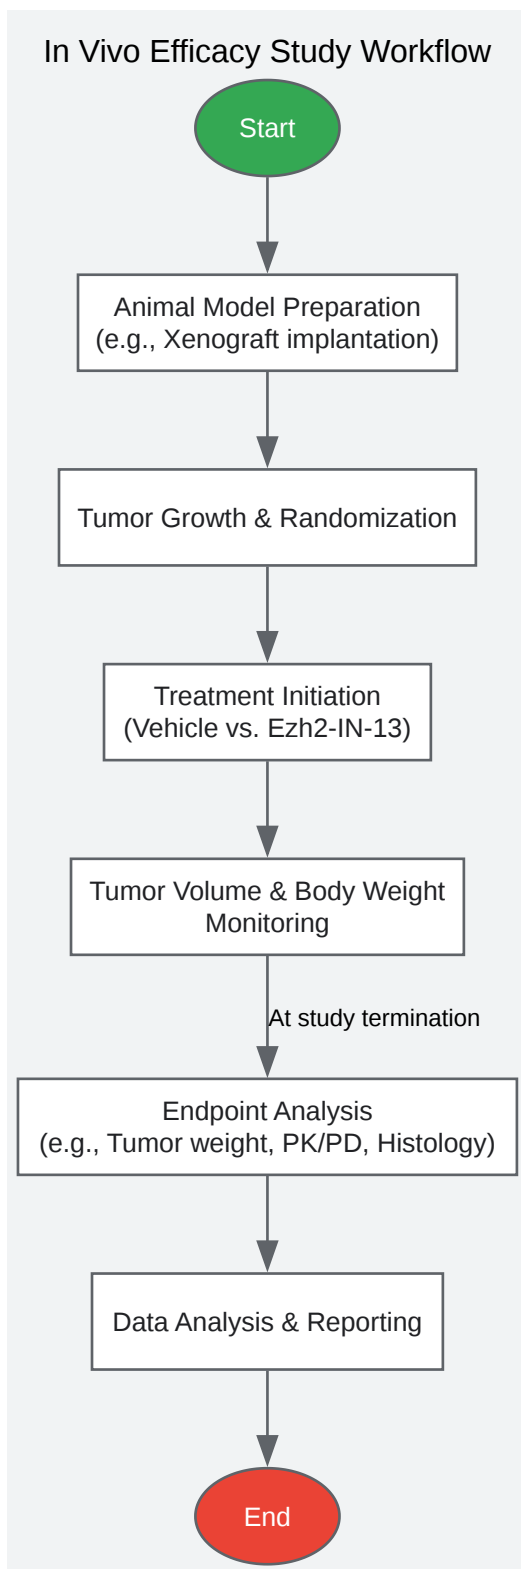 In Vivo Efficacy Study Workflow
Start
Animal Model Preparation
(e.g., Xenograft implantation)
Tumor Growth & Randomization
Treatment Initiation
(Vehicle vs. Ezh2-IN-13)
Tumor Volume & Body Weight
Monitoring
At study termination
Endpoint Analysis
(e.g., Tumor weight, PK/PD, Histology)
Data Analysis & Reporting
End